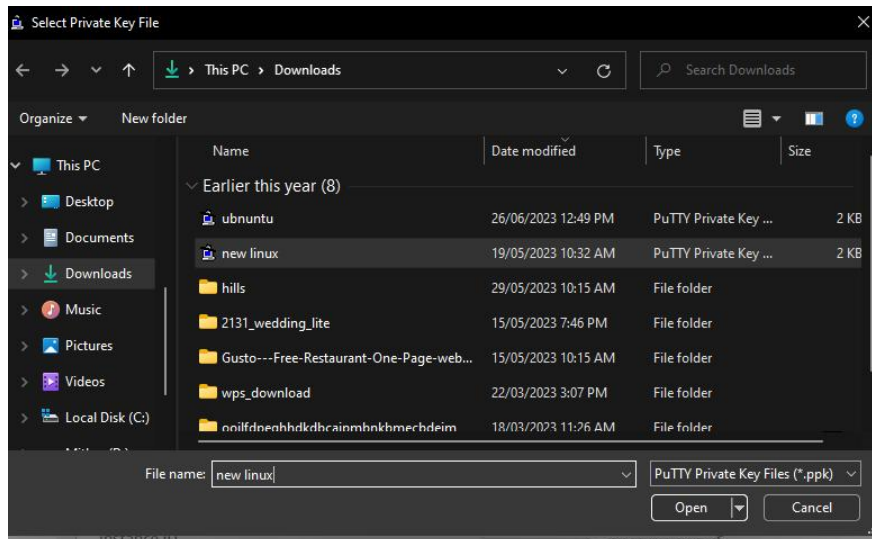 Select Private Key File
This PC > Downloads
Search Downloads
Organize
New folder
Name Date modified Type Size
This PC
Desktop
Documents
Downloads
Music
Pictures
Videos
Local Disk (C:)
Earlier this year (8)
ubnuntu 26/06/2023 12:49 PM PuTTY Private Key ... 2 KB
new linux 19/05/2023 10:32 AM PuTTY Private Key ... 2 KB
hills 29/05/2023 10:15 AM File folder
2131_wedding_lite 15/05/2023 7:46 PM File folder
Gusto---Free-Restaurant-One-Page-web... 15/05/2023 10:15 AM File folder
wps_download 22/03/2023 3:07 PM File folder
18/03/2023 11:26 AM File folder
File name: new linux
PuTTY Private Key Files (*.ppk)
Open
Cancel